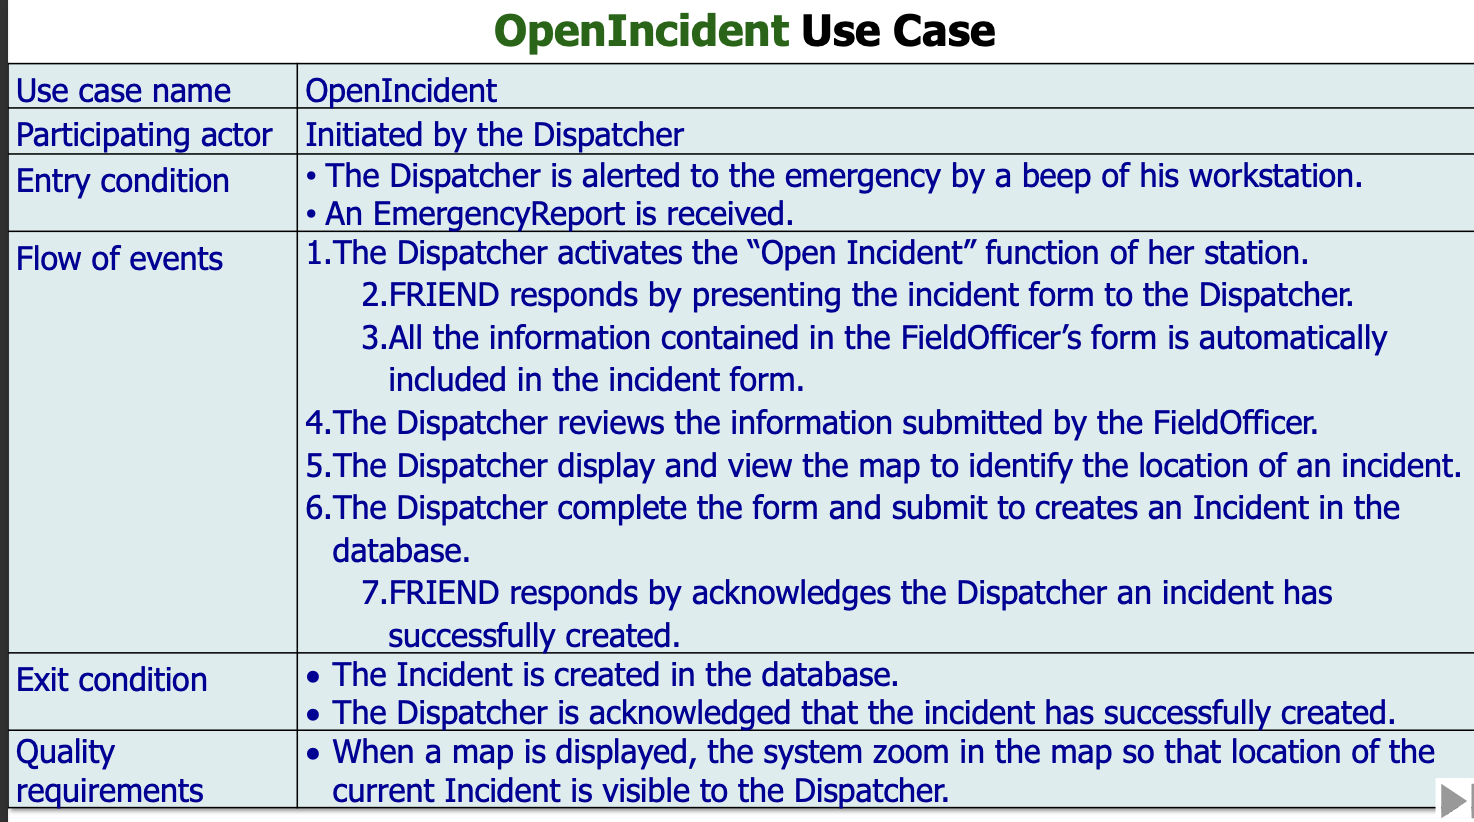 OpenIncident Use Case
Use case name
OpenIncident
Participating actor
Initiated by the Dispatcher
Entry condition
• The Dispatcher is alerted to the emergency by a beep of his workstation.
• An EmergencyReport is received.
Flow of events
1.The Dispatcher activates the “Open Incident” function of her station.
2.FRIEND responds by presenting the incident form to the Dispatcher.
3.All the information contained in the FieldOfficer’s form is automatically
included in the incident form.
4.The Dispatcher reviews the information submitted by the FieldOfficer.
5.The Dispatcher display and view the map to identify the location of an incident.
6.The Dispatcher complete the form and submit to creates an Incident in the
database.
7.FRIEND responds by acknowledges the Dispatcher an incident has
successfully created.
Exit condition
• The Incident is created in the database.
• The Dispatcher is acknowledged that the incident has successfully created.
Quality
requirements
• When a map is displayed, the system zoom in the map so that location of the
current Incident is visible to the Dispatcher.